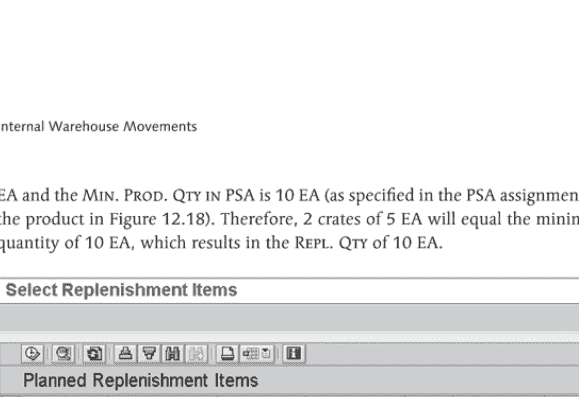 nternal Warehouse Movements
EA and the MIN. PROD. QTY IN PSA is 10 EA (as specified in the PSA assignmen
the product in Figure 12.18). Therefore, 2 crates of 5 EA will equal the minin
quantity of 10 EA, which results in the REPL. QTY of 10 EA.
Select Replenishment Items
Planned Replenishment Items